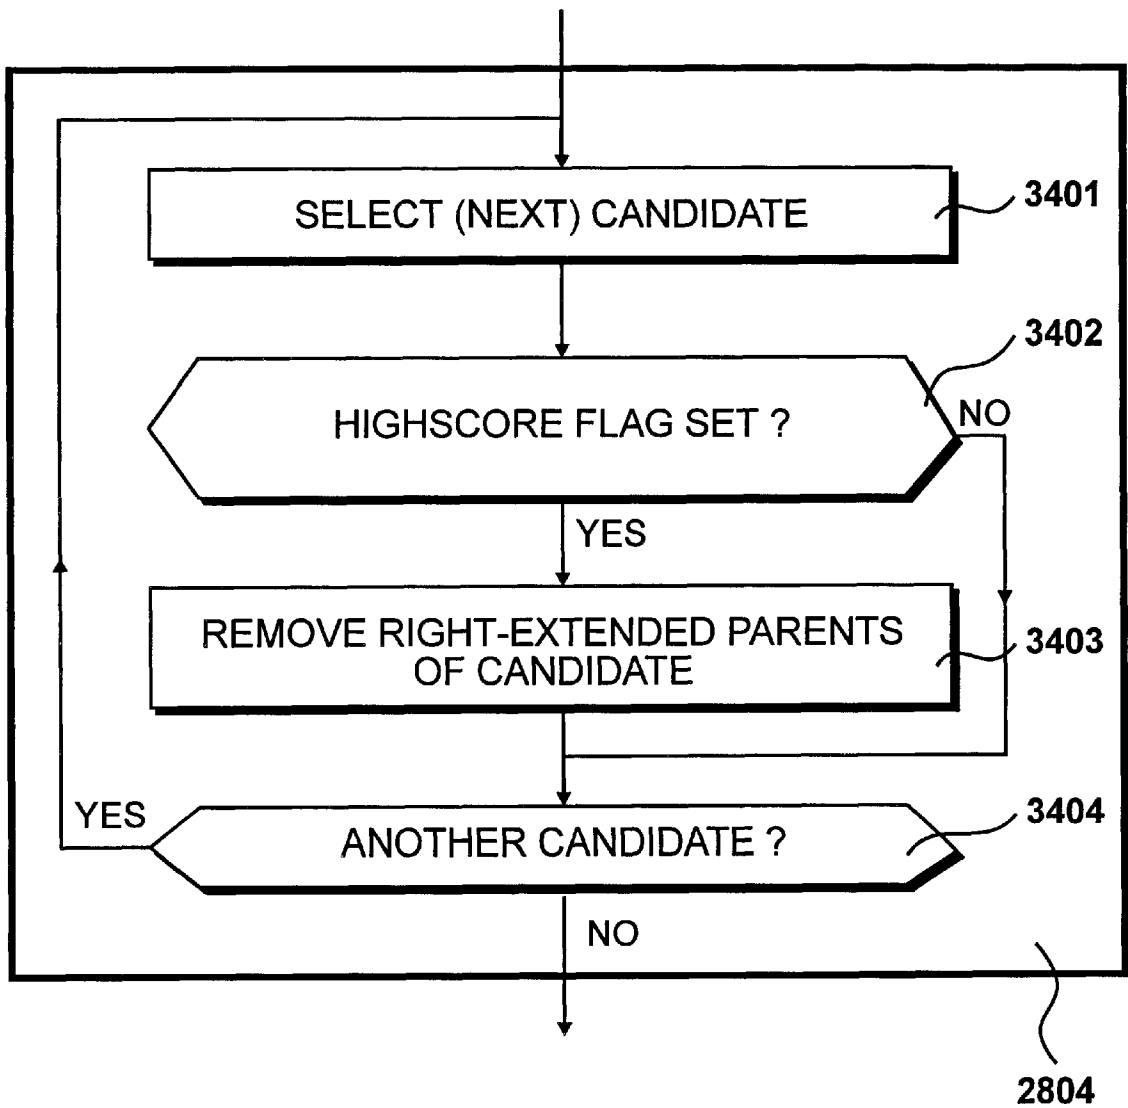 SELECT (NEXT) CANDIDATE
3401
3402
HIGHSCORE FLAG SET ?
NO
YES
REMOVE RIGHT-EXTENDED PARENTS
OF CANDIDATE
3403
YES
ANOTHER CANDIDATE ?
3404
NO
2804